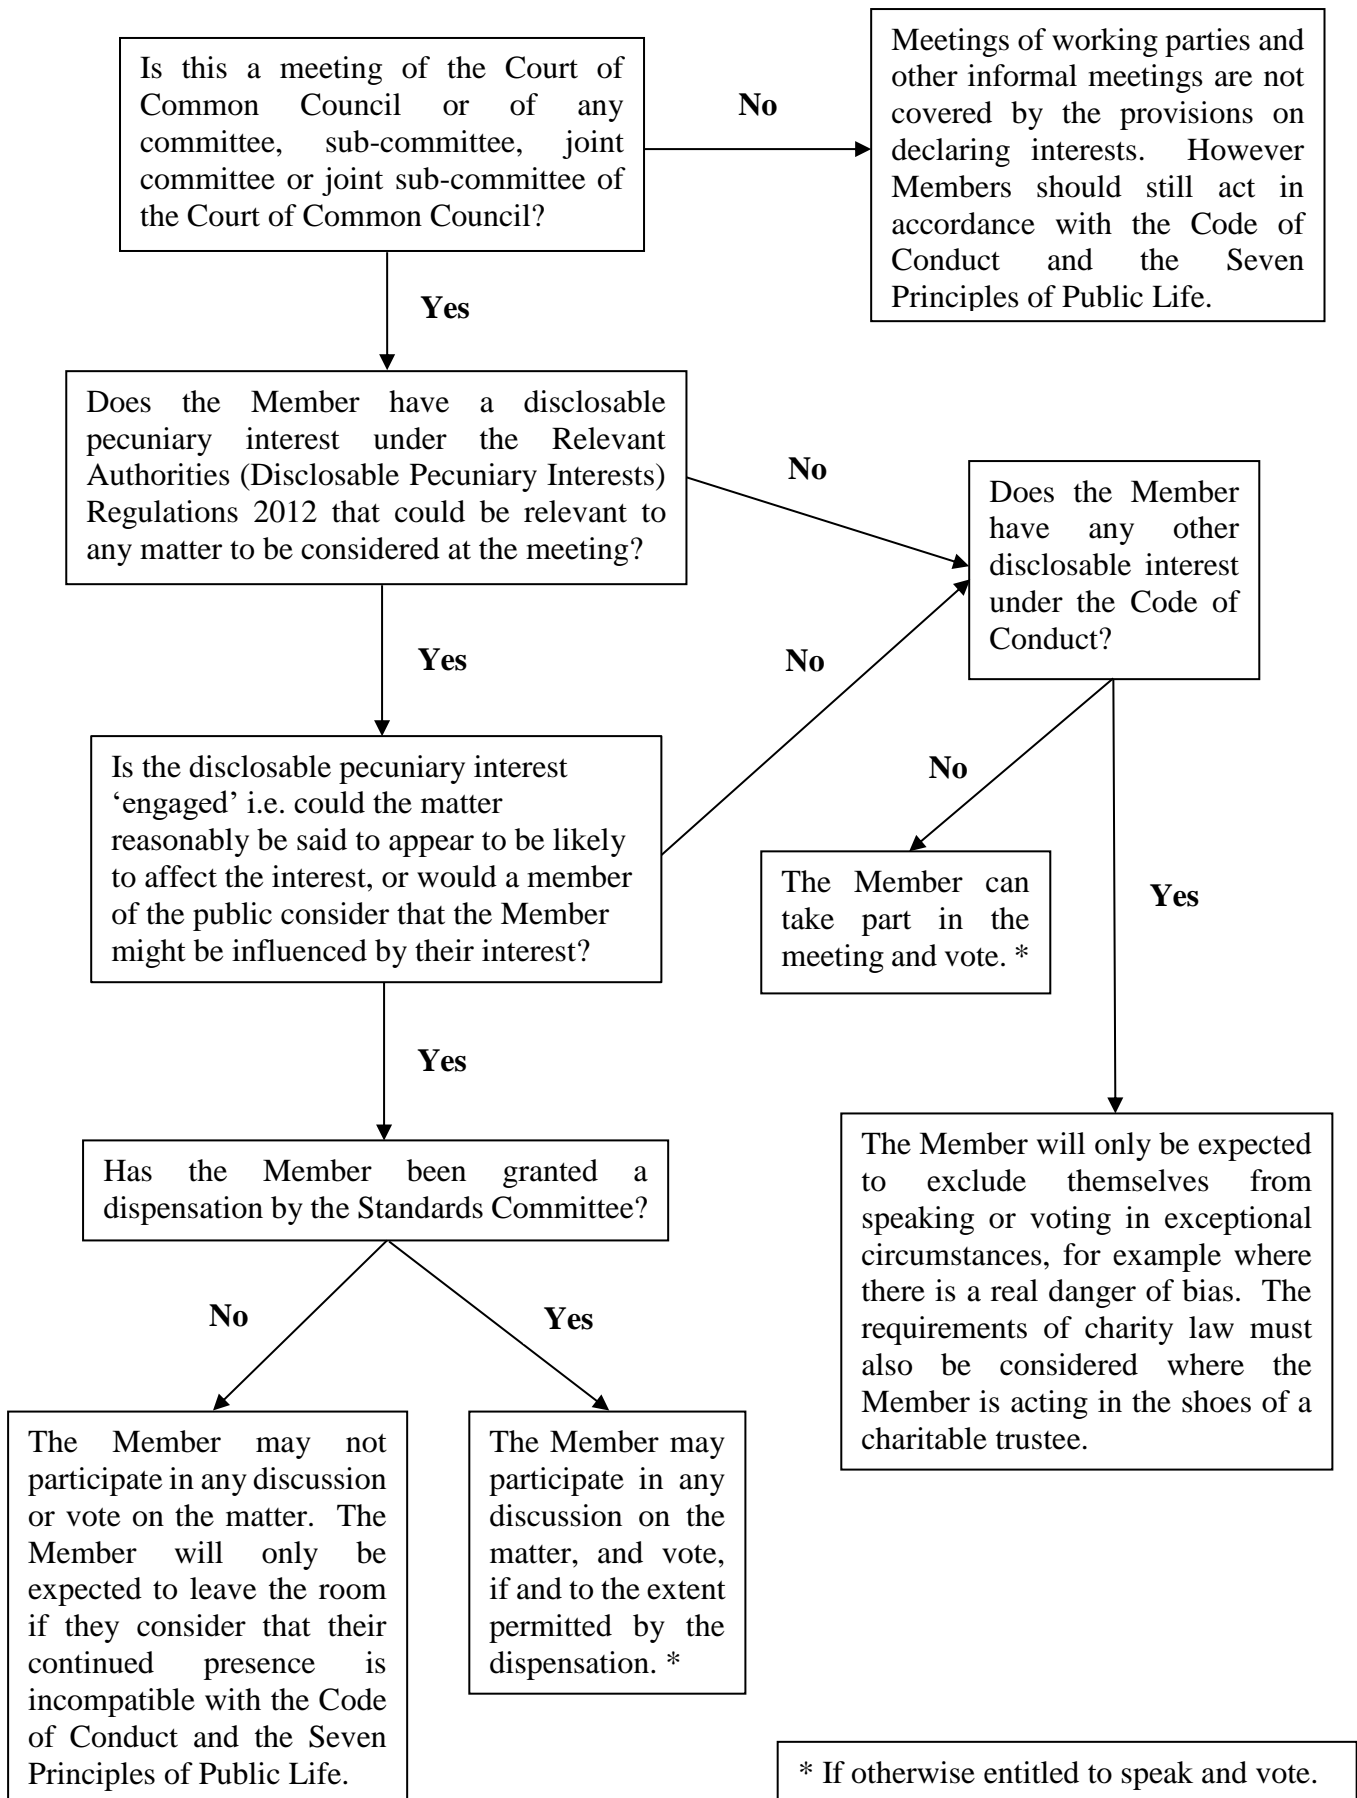 Is this a meeting of the Court of
Common Council or of any
committee, sub-committee, joint
committee or joint sub-committee of
the Court of Common Council?
No
Meetings of working parties and
other informal meetings are not
covered by the provisions on
declaring interests. However
Members should still act in
accordance with the Code of
Conduct and the Seven
Principles of Public Life.
Yes
Does the Member have a disclosable
pecuniary interest under the Relevant
Authorities (Disclosable Pecuniary Interests)
Regulations 2012 that could be relevant to
any matter to be considered at the meeting?
No
Does the Member
have any other
disclosable interest
under the Code of
Conduct?
Yes
No
Is the disclosable pecuniary interest
‘engaged’ i.e. could the matter
reasonably be said to appear to be likely
to affect the interest, or would a member
of the public consider that the Member
might be influenced by their interest?
No
The Member can
take part in the
meeting and vote. *
Yes
Yes
Has the Member been granted a
dispensation by the Standards Committee?
The Member will only be expected
to exclude themselves from
speaking or voting in exceptional
circumstances, for example where
there is a real danger of bias. The
requirements of charity law must
also be considered where the
Member is acting in the shoes of a
charitable trustee.
No
Yes
The Member may not
participate in any discussion
or vote on the matter. The
Member will only be
expected to leave the room
if they consider that their
continued presence is
incompatible with the Code
of Conduct and the Seven
Principles of Public Life.
The Member may
participate in any
discussion on the
matter, and vote,
if and to the extent
permitted by the
dispensation. *
* If otherwise entitled to speak and vote.